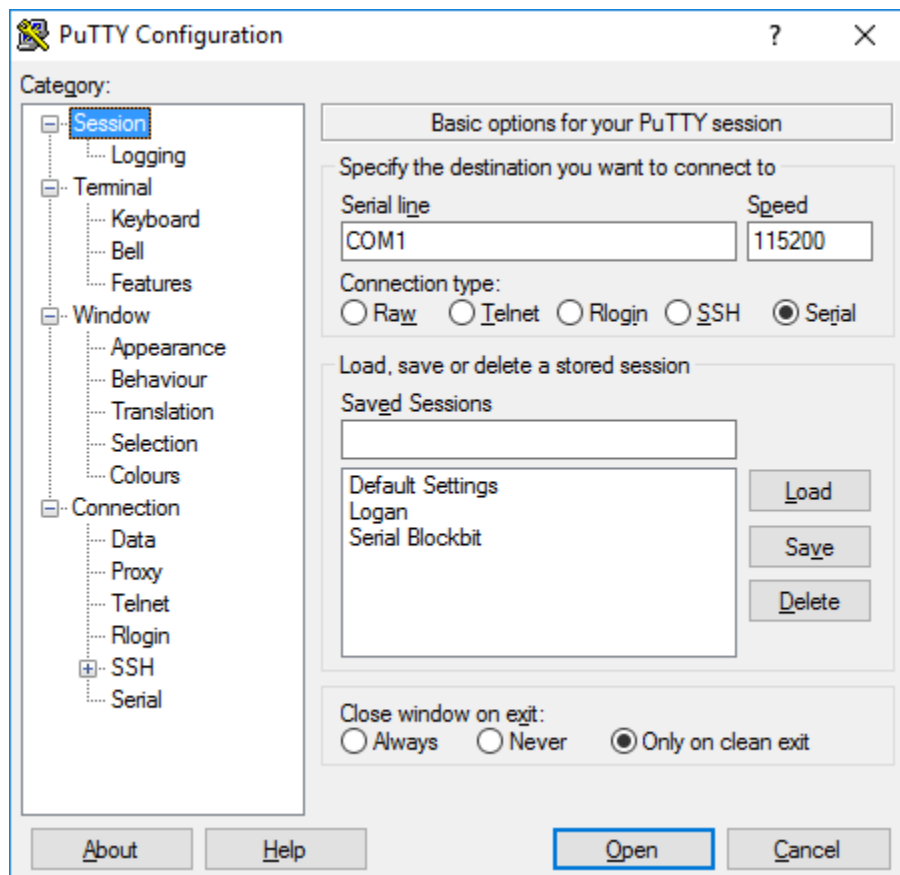 PuTTY Configuration
?
Category:
Session
Logging
Terminal
Keyboard
Bell
Features
Window
Appearance
Behaviour
Translation
Selection
Colours
Connection
Data
Proxy
Telnet
Rlogin
SSH
Serial
Basic options for your PuTTY session
Specify the destination you want to connect to
Serial line Speed
COM1 115200
Connection type:
Raw Telnet Rlogin SSH Serial
Load, save or delete a stored session
Saved Sessions
Default Settings
Logan
Serial Blockbit
Load
Save
Delete
Close window on exit:
Always Never Only on clean exit
About Help Open Cancel